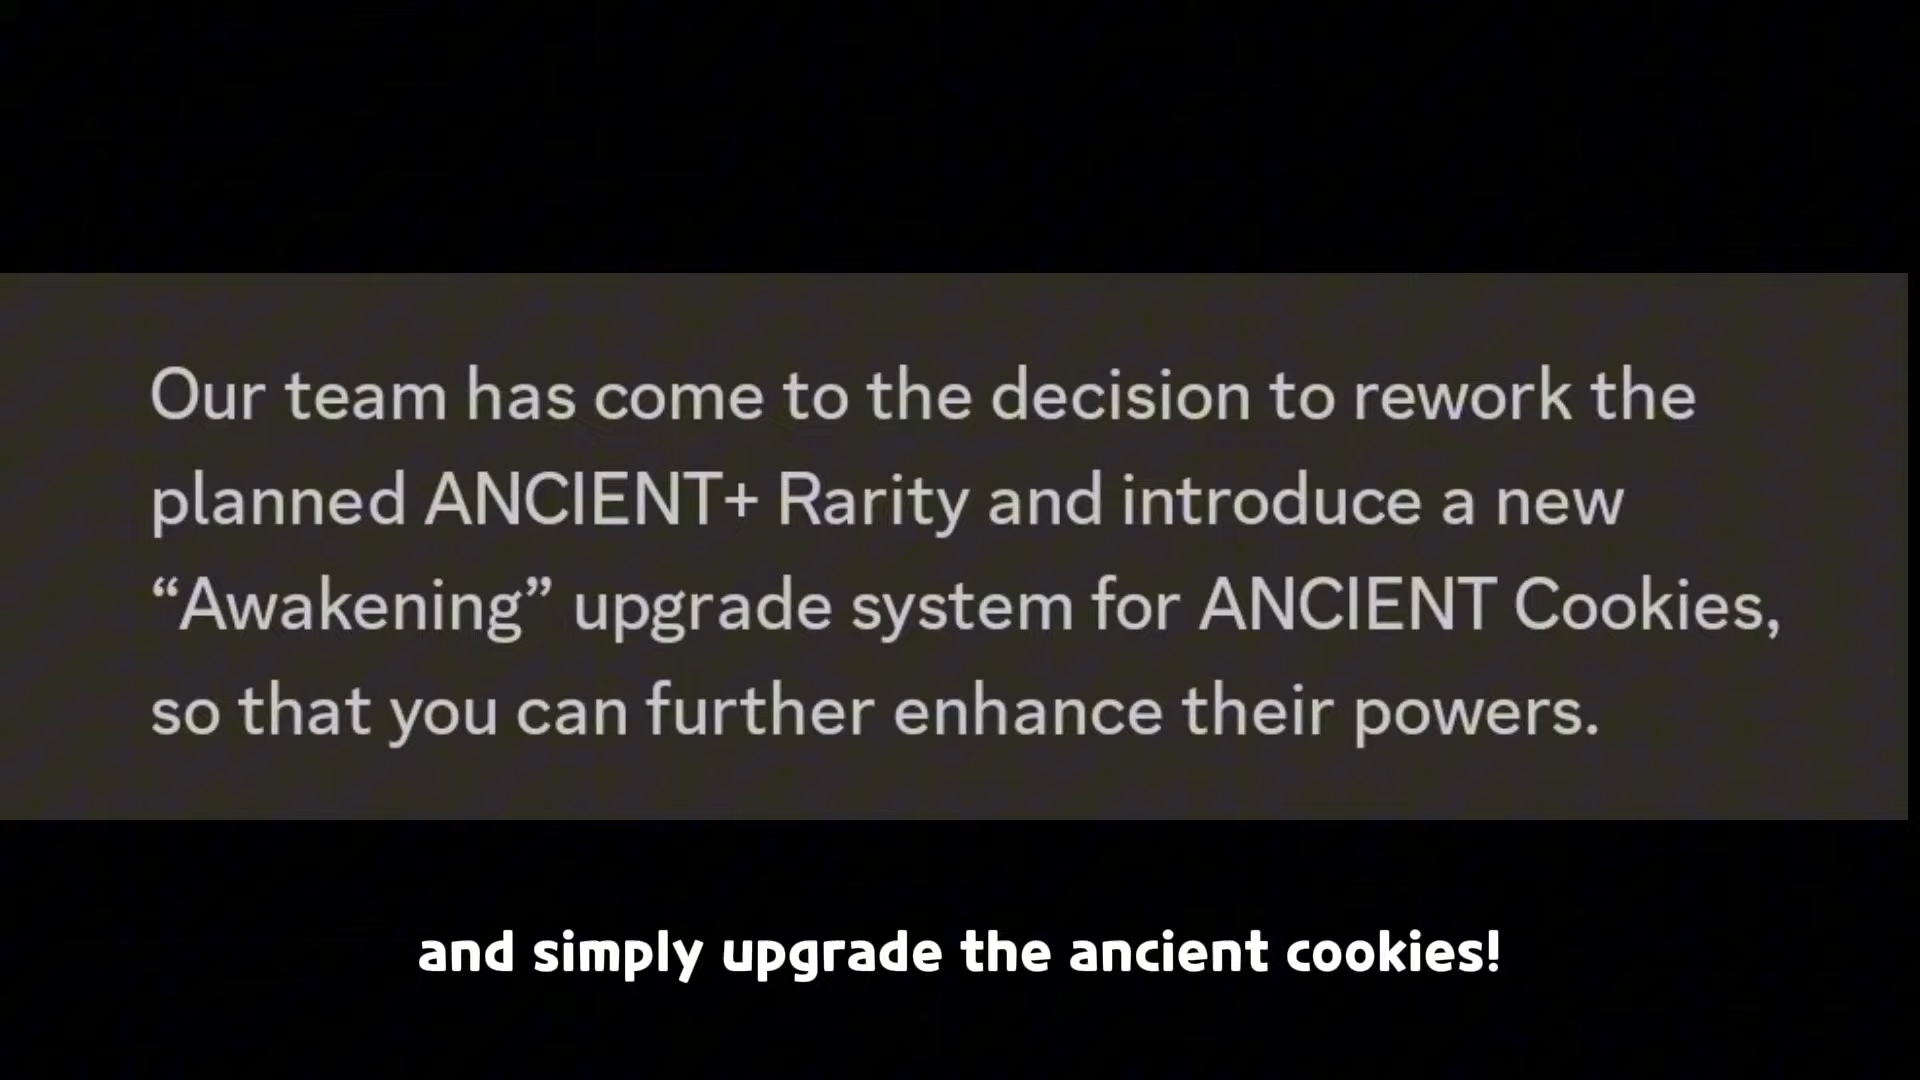 Our team has come to the decision to rework the
planned ANCIENT+ Rarity and introduce a new
“Awakening” upgrade system for ANCIENT Cookies,
so that you can further enhance their powers.
and simply upgrade the ancient cookies!